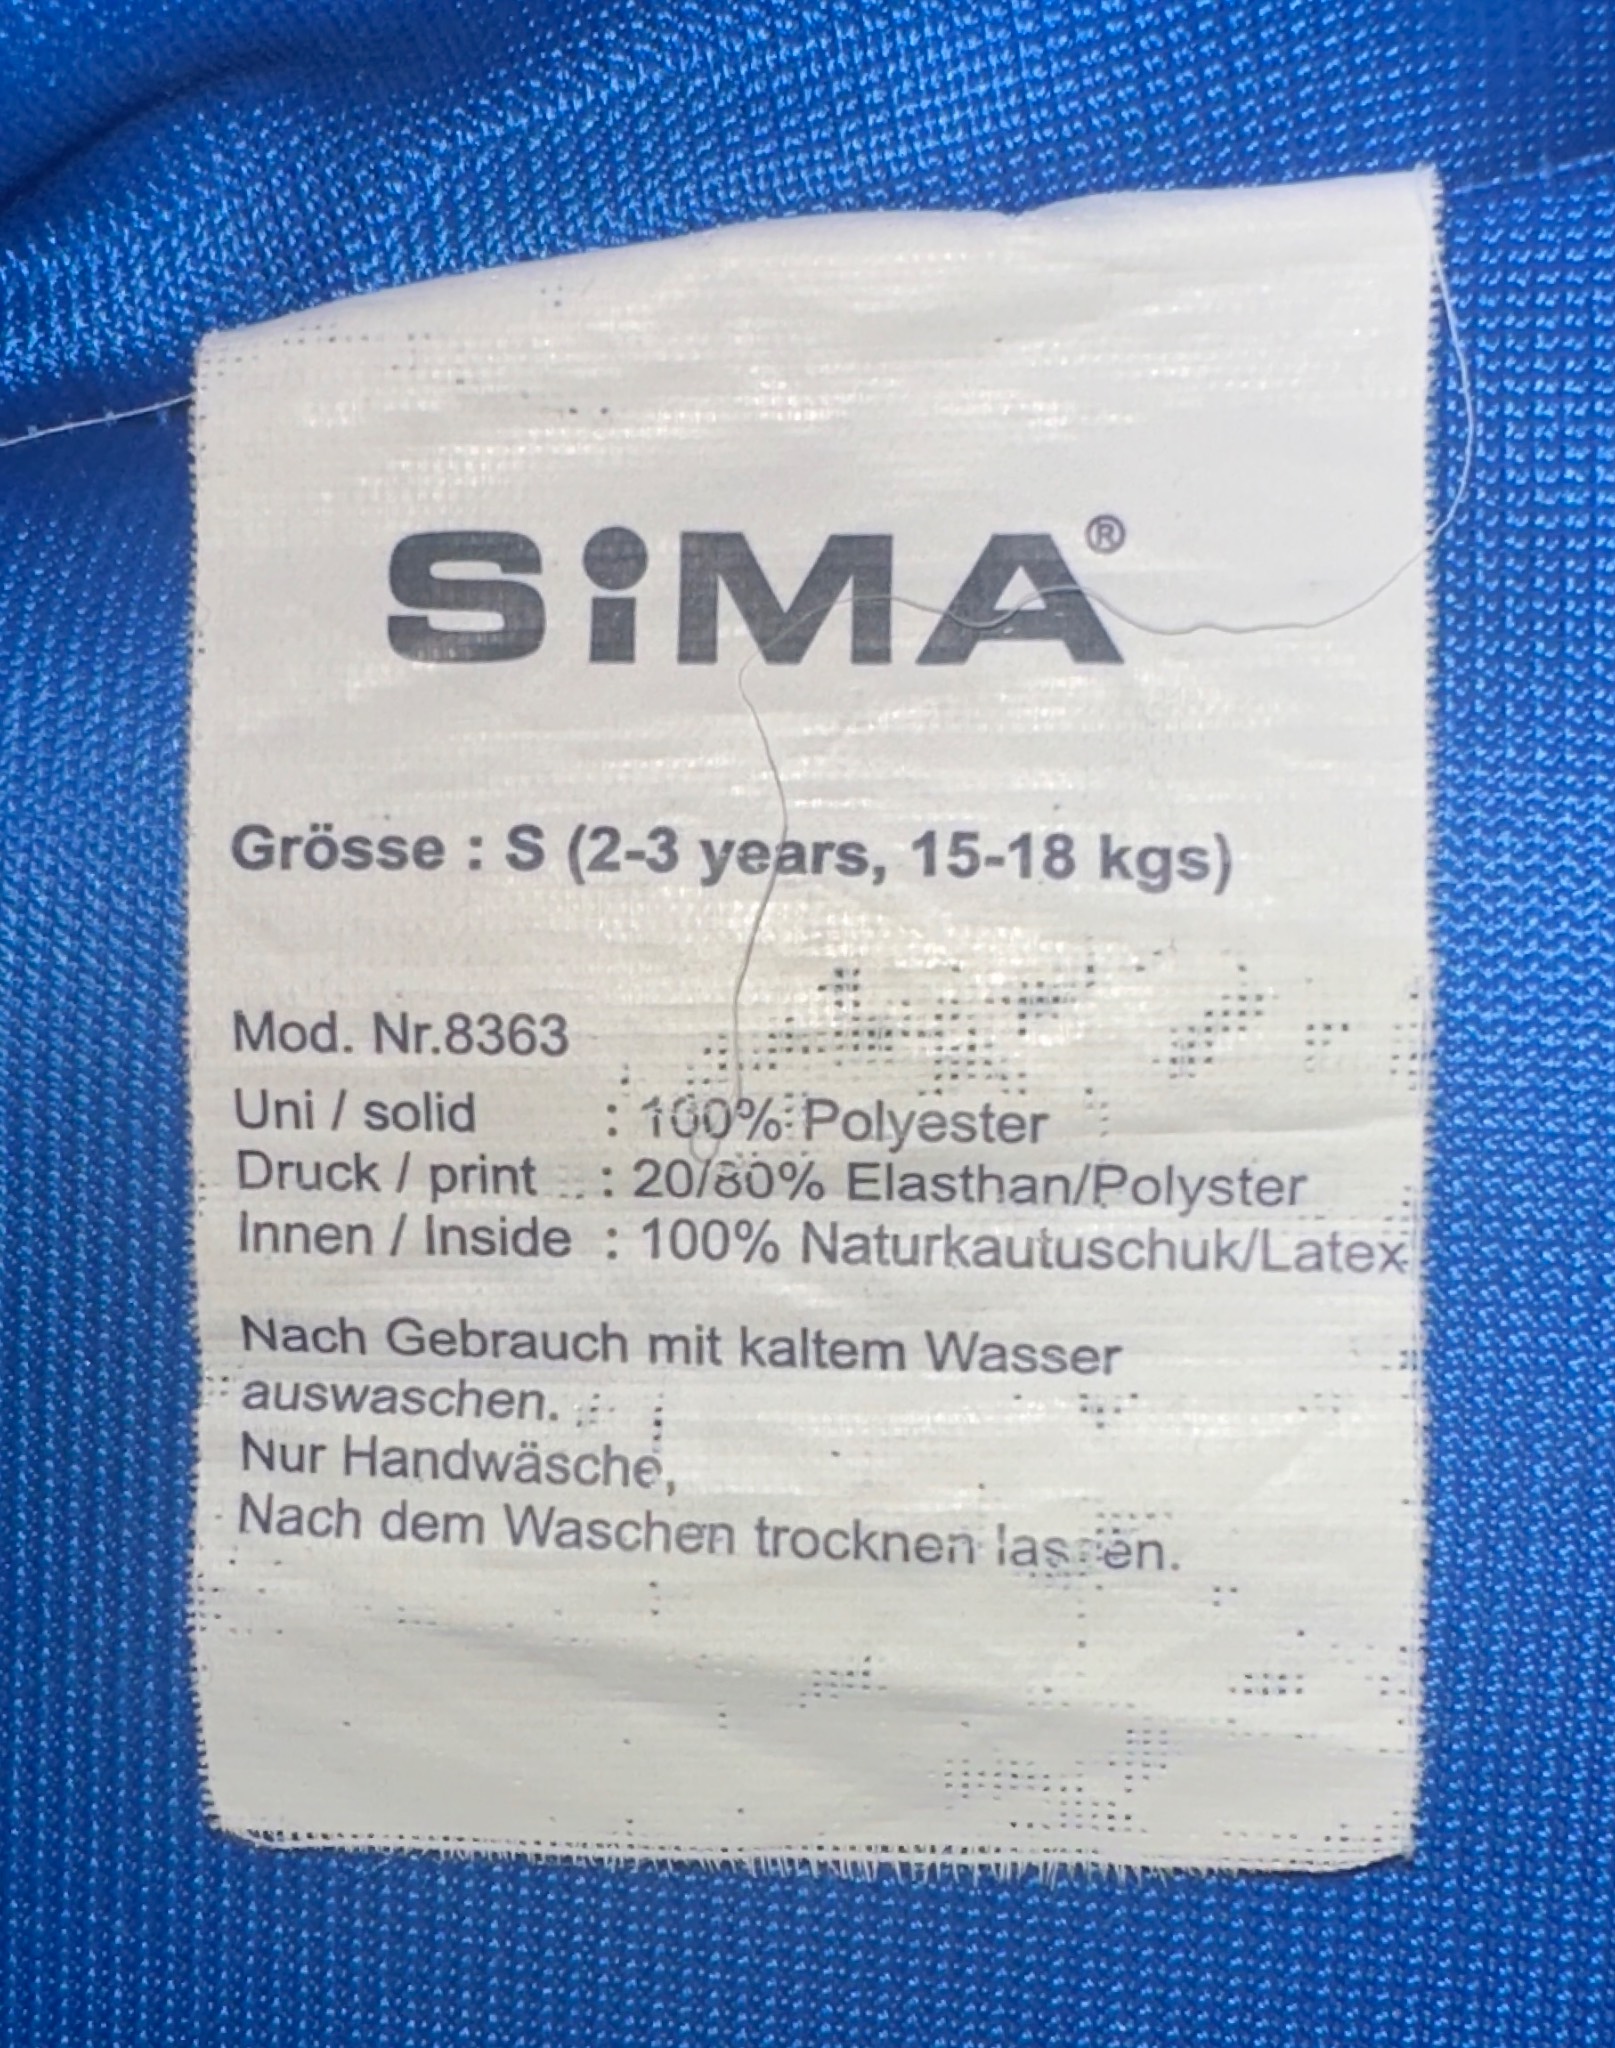 SiMA®
Grösse : S (2-3 years, 15-18 kgs)
Mod. Nr.8363
Uni / solid : 100% Polyester
Druck / print : 20/80% Elasthan/Polyster
Innen / Inside : 100% Naturkautuschuk/Latex
Nach Gebrauch mit kaltem Wasser
auswaschen.
Nur Handwäsche,
Nach dem Waschen trocknen lassen.